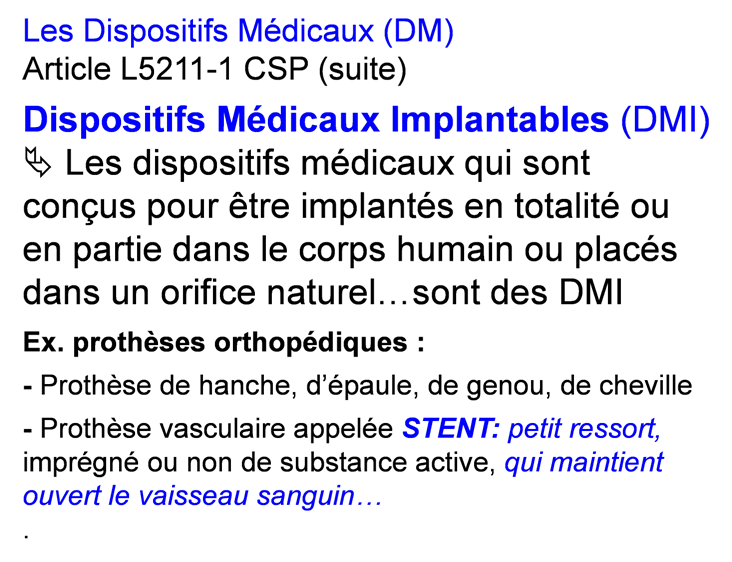 Les Dispositifs Médicaux (DM)
Article L5211-1 CSP (suite)
Dispositifs Médicaux Implantables (DMI)
Les dispositifs médicaux qui sont
conçus pour être implantés en totalité ou
en partie dans le corps humain ou placés
dans un orifice naturel…sont des DMI
Ex. prothèses orthopédiques :
- Prothèse de hanche, d’épaule, de genou, de cheville
- Prothèse vasculaire appelée STENT: petit ressort,
imprégné ou non de substance active, qui maintient
ouvert le vaisseau sanguin…
.